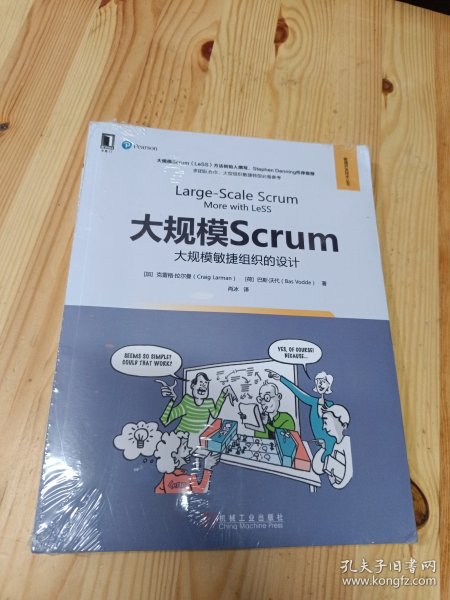 Pearson
大规模Scrum（LeSS）方法创始人撰写，Stephen Denning作序推荐
Large-Scale Scrum
More with LeSS
大规模Scrum
大规模敏捷组织的设计
[加] 克雷格·拉尔曼（Craig Larman） [荷] 巴斯·沃代（Bas Vodde） 著
肖冰 译
SEEMS SO SIMPLE!
COULD THAT WORK?
YES, OF COURSE!
BECAUSE...
机械工业出版社
China Machine Press
孔夫子旧书网
www.kongfz.com